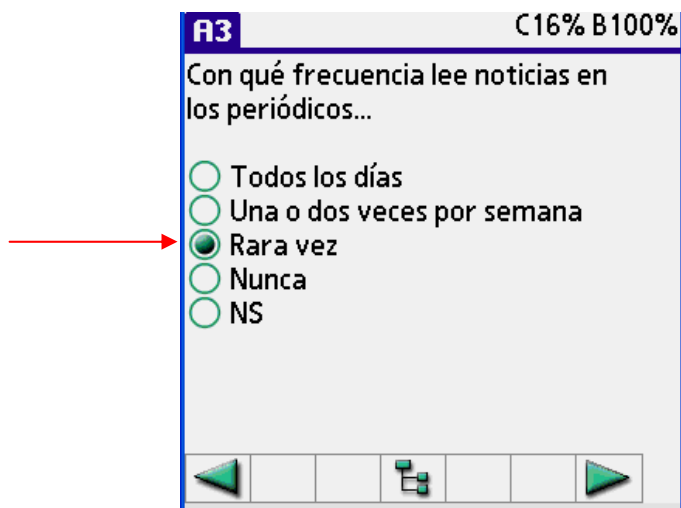 A3 C16% B100%
Con qué frecuencia lee noticias en
los periódicos...
Todos los días
Una o dos veces por semana
Rara vez
Nunca
NS